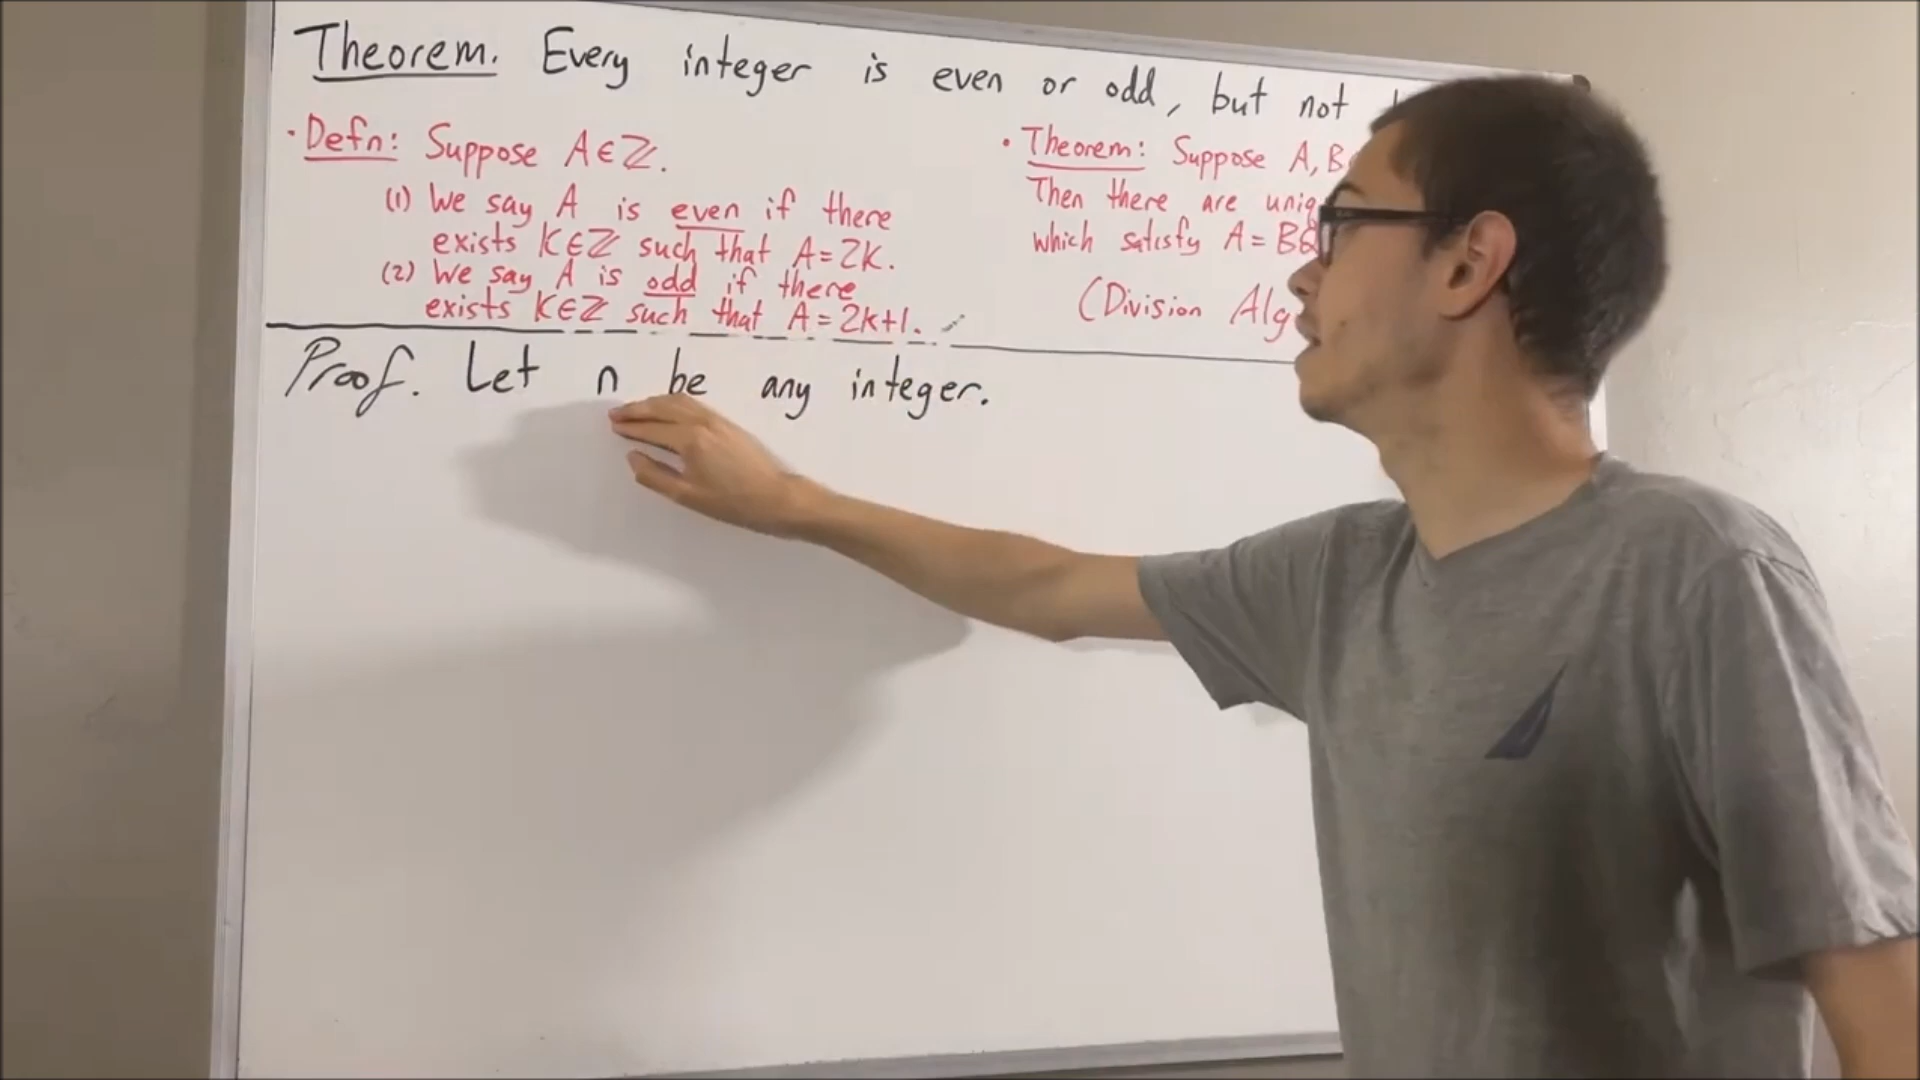 Theorem. Every integer is even or odd, but not
• Defn: Suppose A∈ℤ.
(1) We say A is even if there
exists K∈ℤ such that A=2K.
(2) We say A is odd if there
exists K∈ℤ such that A=2k+1.
• Theorem: Suppose A, B
Then there are uniq
which satisfy A=BQ
(Division Alg
Proof. Let n be any integer.